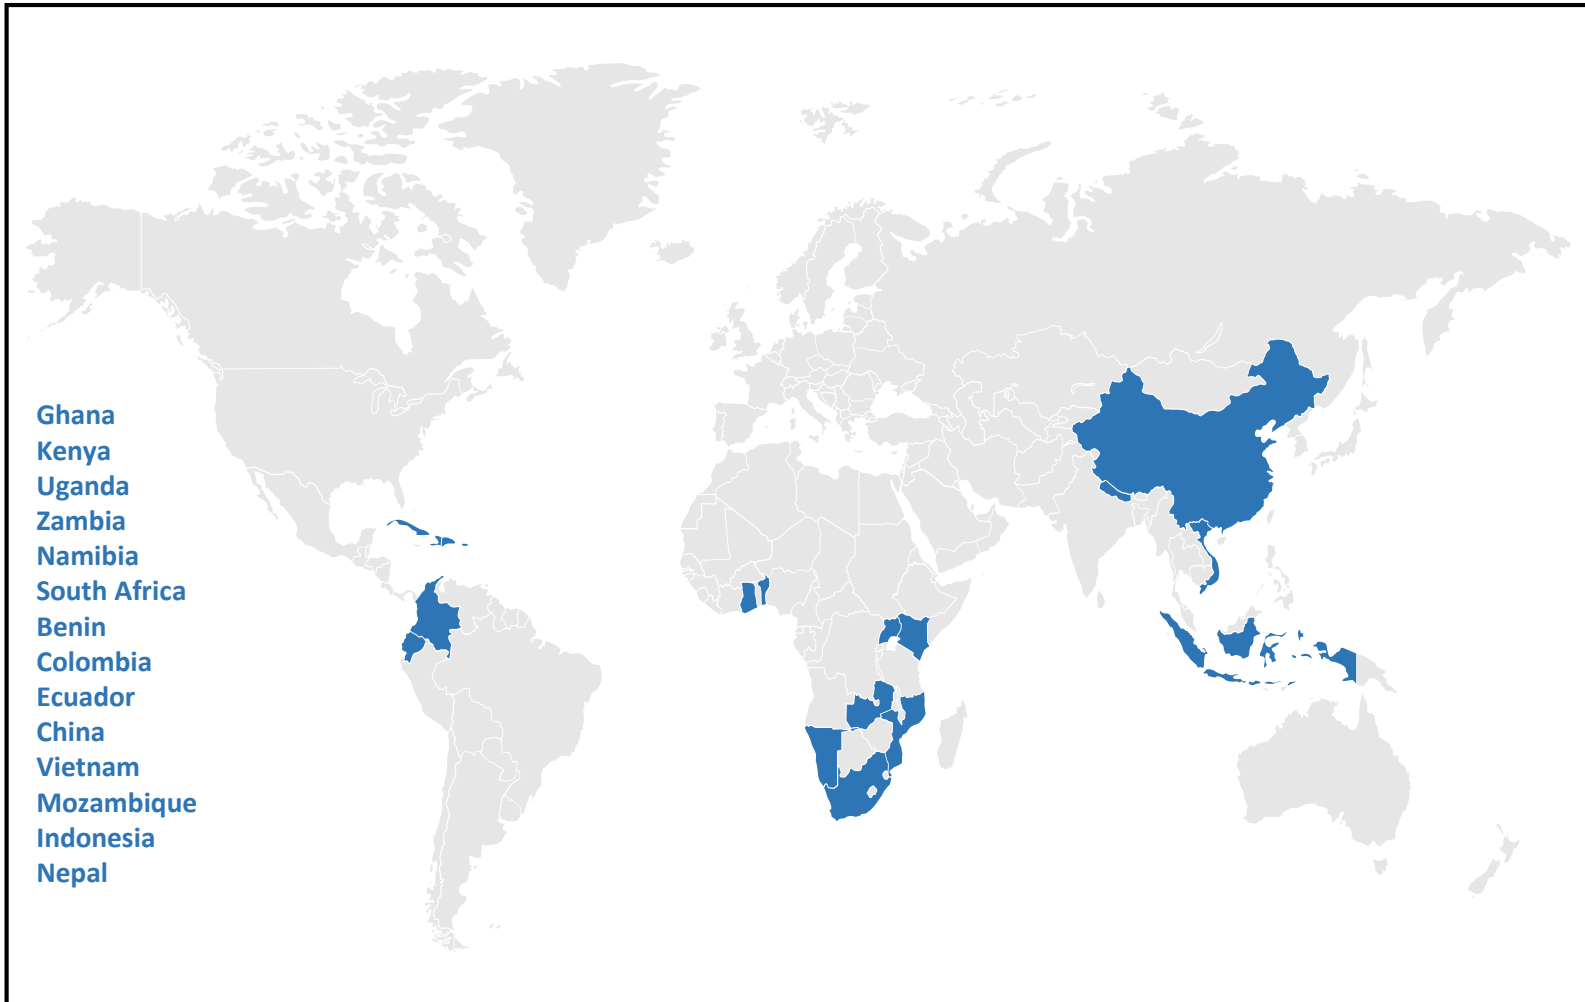 Ghana
Kenya
Uganda
Zambia
Namibia
South Africa
Benin
Colombia
Ecuador
China
Vietnam
Mozambique
Indonesia
Nepal